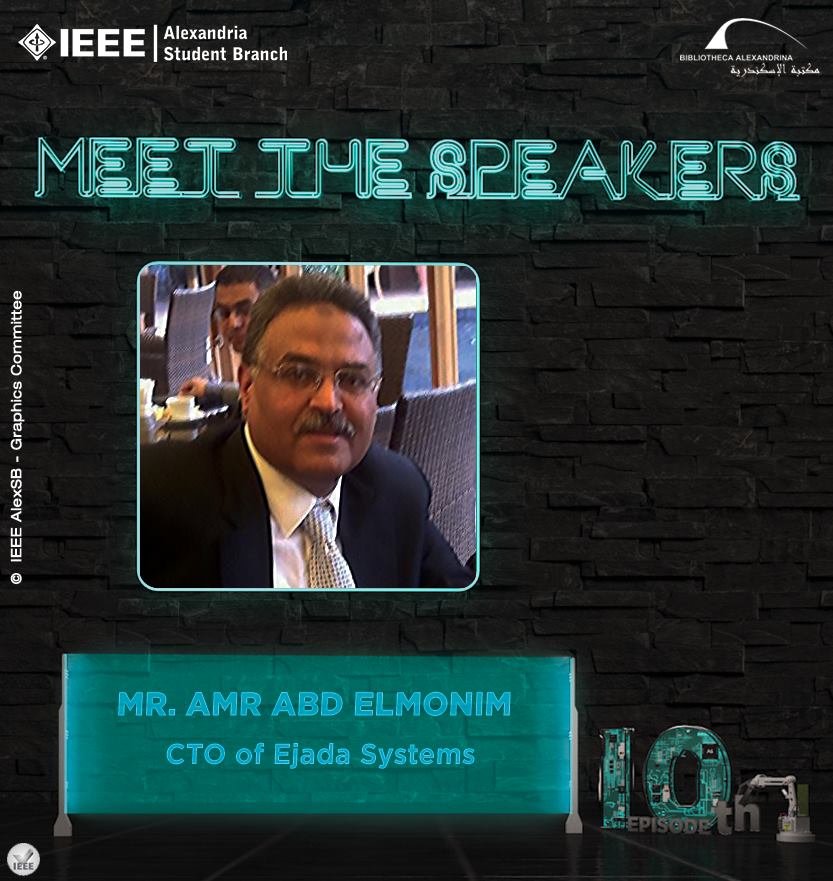 IEEE
Alexandria
Student Branch
BIBLIOTHECA ALEXANDRINA
مكتبة الإسكندرية
MEET THE SPEAKERS
© IEEE AlexSB - Graphics Committee
MR. AMR ABD ELMONIM
CTO of Ejada Systems
10th
EPISODE
IEEE